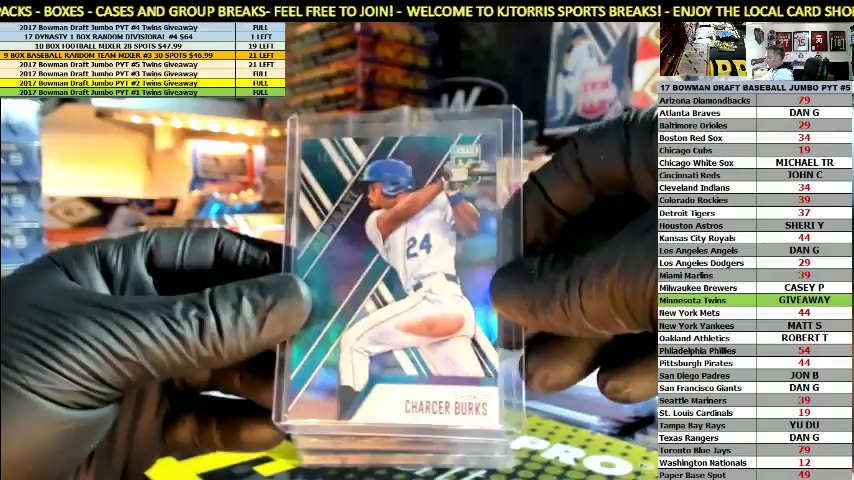 PACKS - BOXES - CASES AND GROUP BREAKS- FEEL FREE TO JOIN! - WELCOME TO KJTORRIS SPORTS BREAKS! - ENJOY THE LOCAL CARD SHO
2017 Bowman Draft Jumbo PYT #4 Twins Giveaway FULL
17 DYNASTY 1 BOX RANDOM DIVISIONAL #4 $64 1 LEFT
10 BOX FOOTBALL MIXER 28 SPOTS $47.99 19 LEFT
9 BOX BASEBALL RANDOM TEAM MIXER #3 30 SPOTS $46.99 21 LEFT
2017 Bowman Draft Jumbo PYT #5 Twins Giveaway 21 LEFT
2017 Bowman Draft Jumbo PYT #3 Twins Giveaway FULL
2017 Bowman Draft Jumbo PYT #2 Twins Giveaway FULL
2017 Bowman Draft Jumbo PYT #1 Twins Giveaway FULL
24
CHARCER BURKS
PRO
17 BOWMAN DRAFT BASEBALL JUMBO PYT #5
Arizona Diamondbacks 79
Atlanta Braves DAN G
Baltimore Orioles 29
Boston Red Sox 34
Chicago Cubs 19
Chicago White Sox MICHAEL TR
Cincinnati Reds JOHN C
Cleveland Indians 34
Colorado Rockies 39
Detroit Tigers 37
Houston Astros SHERI Y
Kansas City Royals 44
Los Angeles Angels DAN G
Los Angeles Dodgers 29
Miami Marlins 39
Milwaukee Brewers CASEY P
Minnesota Twins GIVEAWAY
New York Mets 44
New York Yankees MATT S
Oakland Athletics ROBERT T
Philadelphia Phillies 54
Pittsburgh Pirates 44
San Diego Padres JON B
San Francisco Giants DAN G
Seattle Mariners 39
St. Louis Cardinals 19
Tampa Bay Rays YU DU
Texas Rangers DAN G
Toronto Blue Jays 79
Washington Nationals 12
Paper Base Spot 49